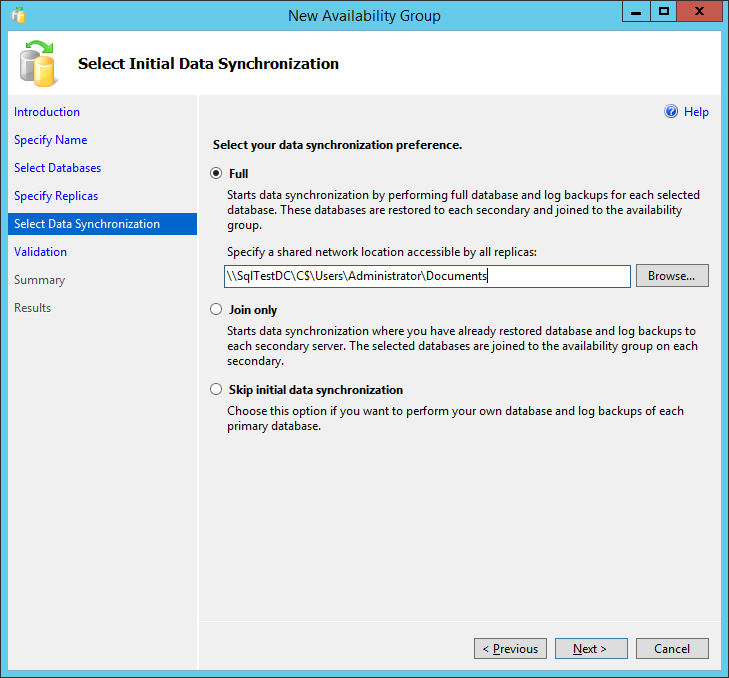 New Availability Group
Select Initial Data Synchronization
Introduction
Specify Name
Select Databases
Specify Replicas
Select Data Synchronization
Validation
Summary
Results
Help
Select your data synchronization preference.
Full
Starts data synchronization by performing full database and log backups for each selected
database. These databases are restored to each secondary and joined to the availability
group.
Specify a shared network location accessible by all replicas:
\\SqlTestDC\C$\Users\Administrator\Documents
Browse...
Join only
Starts data synchronization where you have already restored database and log backups to
each secondary server. The selected databases are joined to the availability group on each
secondary.
Skip initial data synchronization
Choose this option if you want to perform your own database and log backups of each
primary database.
< Previous
Next >
Cancel